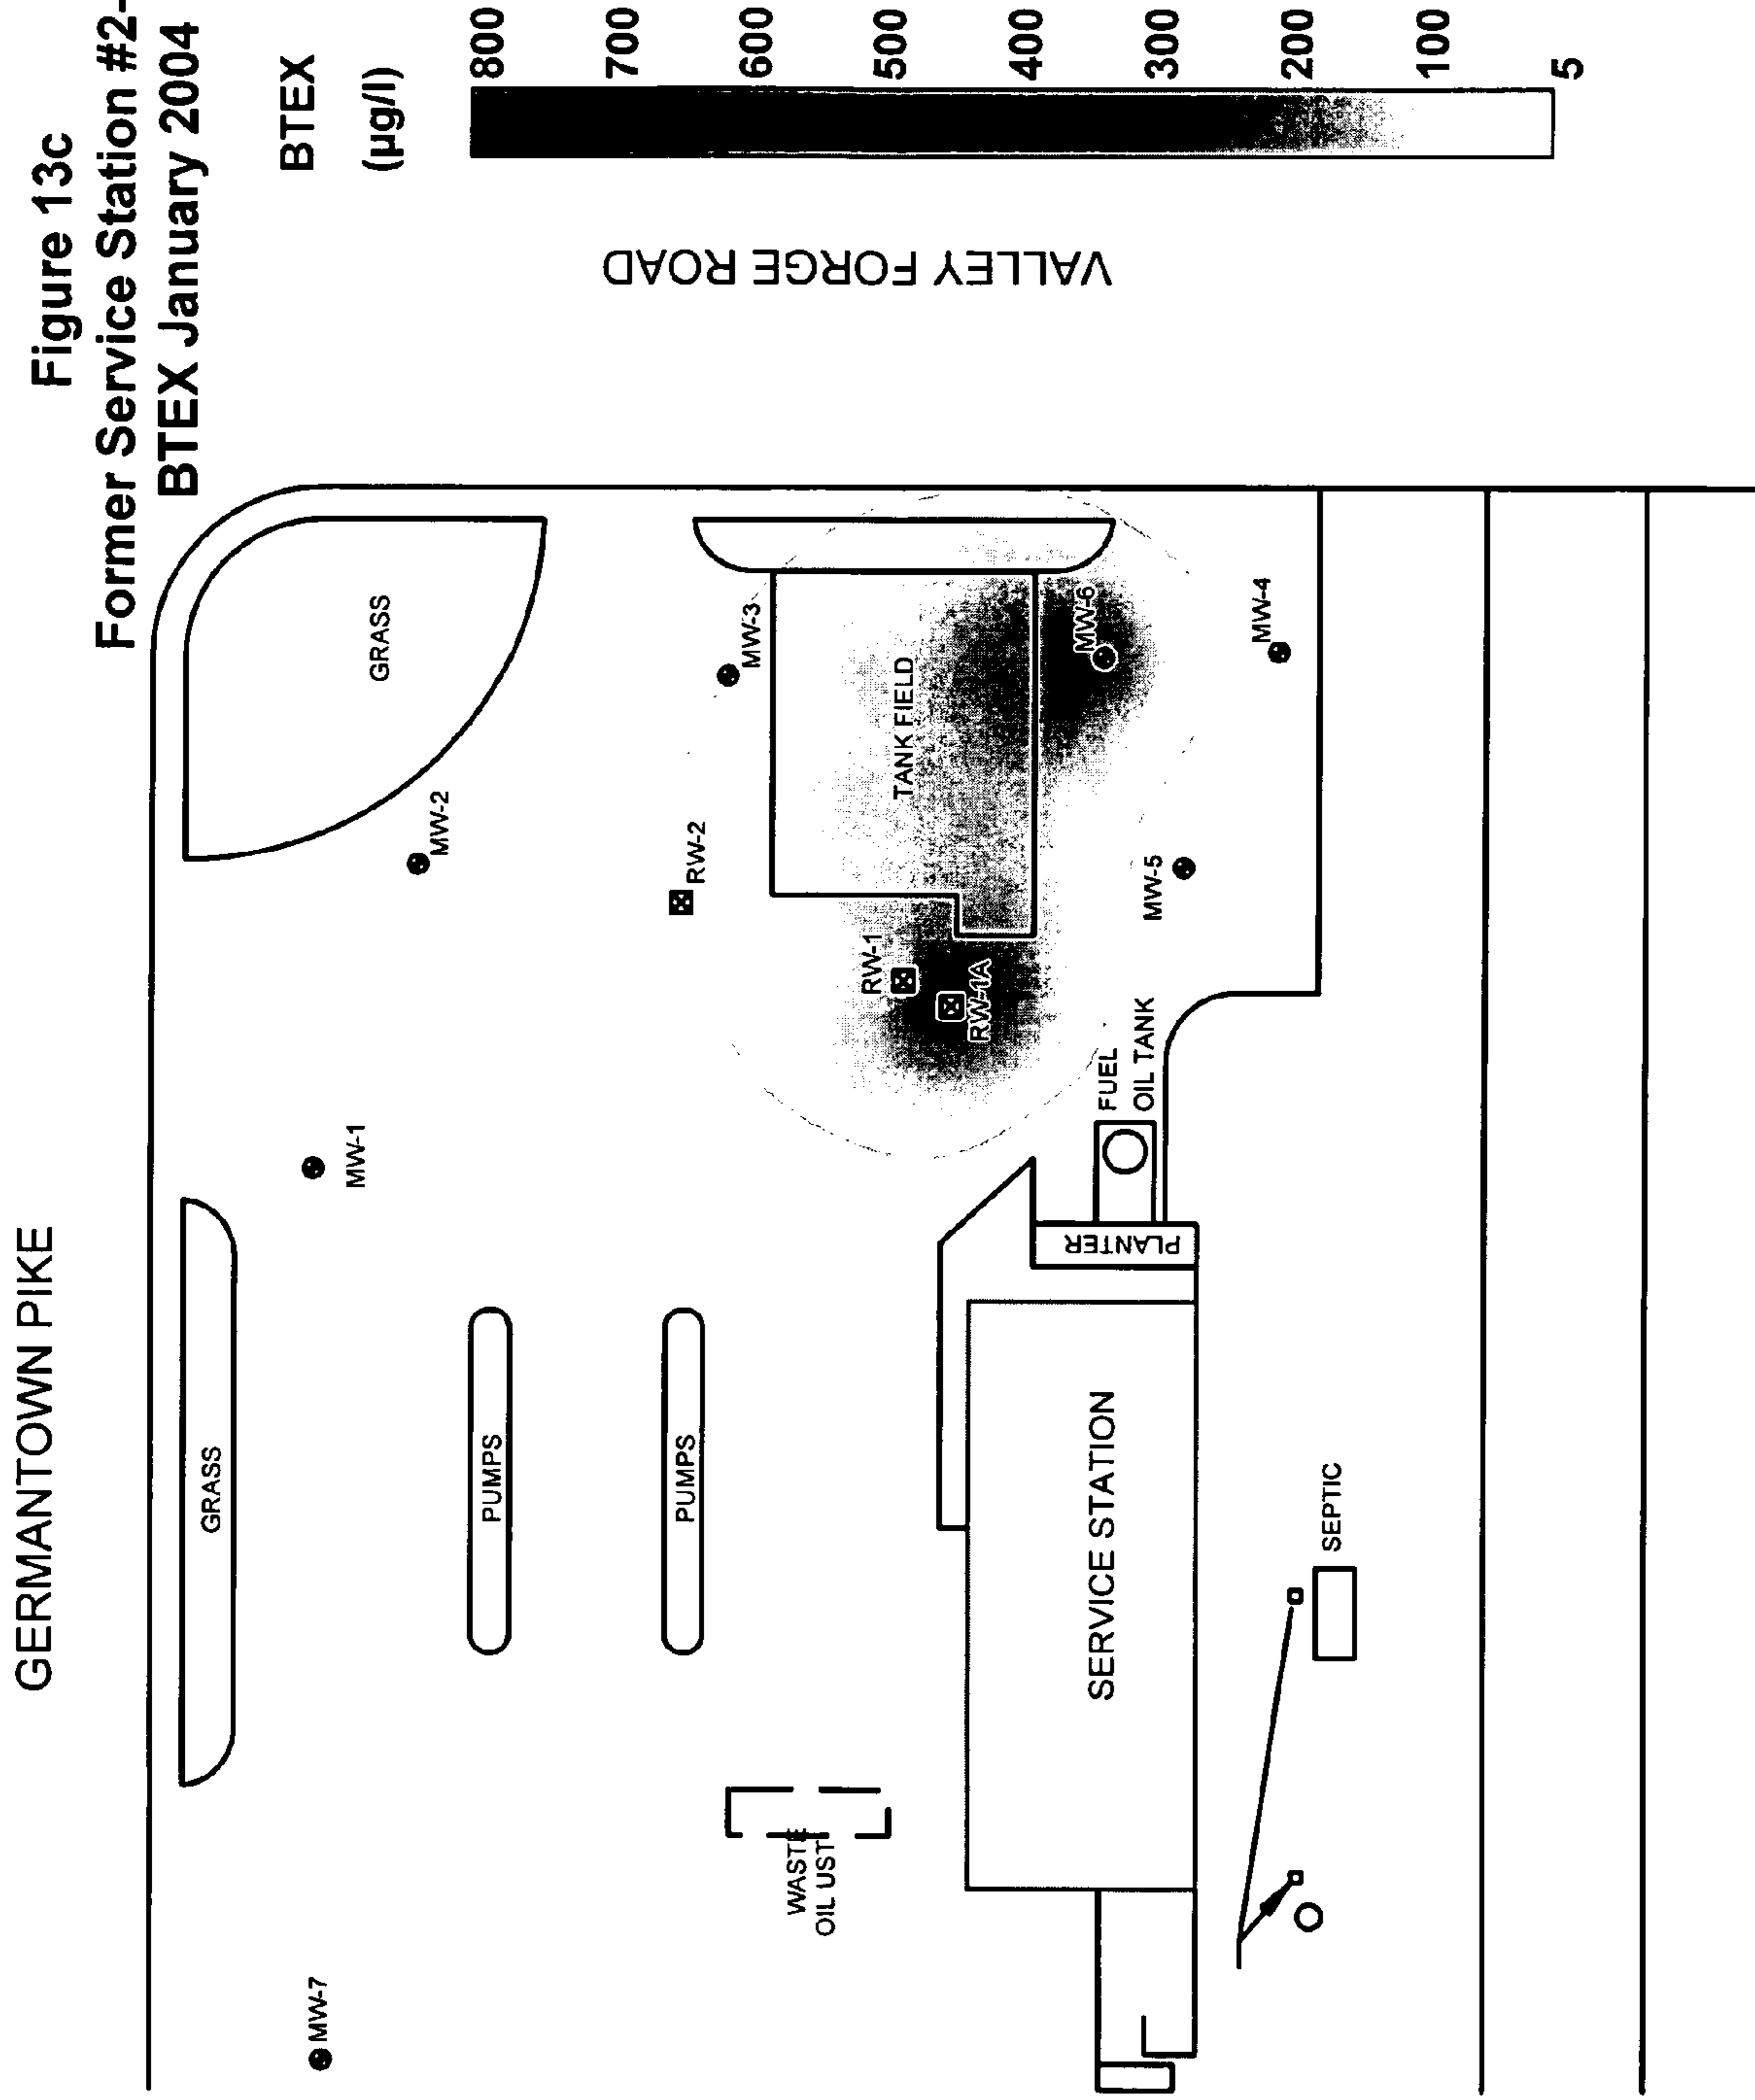 Figure 13c
Former Service Station #2-
BTEX January 2004
GERMANTOWN PIKE
VALLEY FORGE ROAD
BTEX
(µg/l)
800
700
600
500
400
300
200
100
5
GRASS
GRASS
MW-7
MW-1
MW-2
PUMPS
PUMPS
RW-2
MW-3
WASTE
OIL UST
RW-1
RW-1A
TANK FIELD
MW-6
SERVICE STATION
PLANTER
FUEL
OIL TANK
MW-5
MW-4
SEPTIC